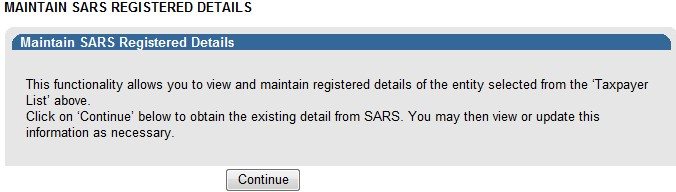 MAINTAIN SARS REGISTERED DETAILS
Maintain SARS Registered Details
This functionality allows you to view and maintain registered details of the entity selected from the ‘Taxpayer
List’ above.
Click on ‘Continue’ below to obtain the existing detail from SARS. You may then view or update this
information as necessary.
Continue